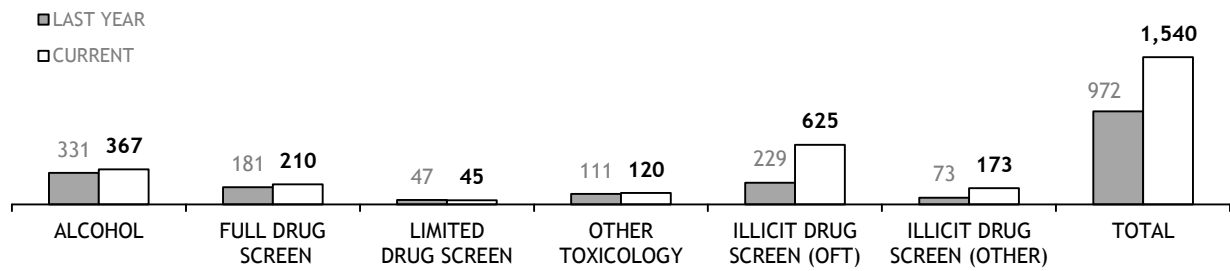 LAST YEAR
CURRENT
331 367
181 210
47 45
111 120
229 625
73 173
972 1,540
ALCOHOL
FULL DRUG
SCREEN
LIMITED
DRUG SCREEN
OTHER
TOXICOLOGY
ILLICIT DRUG
SCREEN (OFT)
ILLICIT DRUG
SCREEN (OTHER)
TOTAL